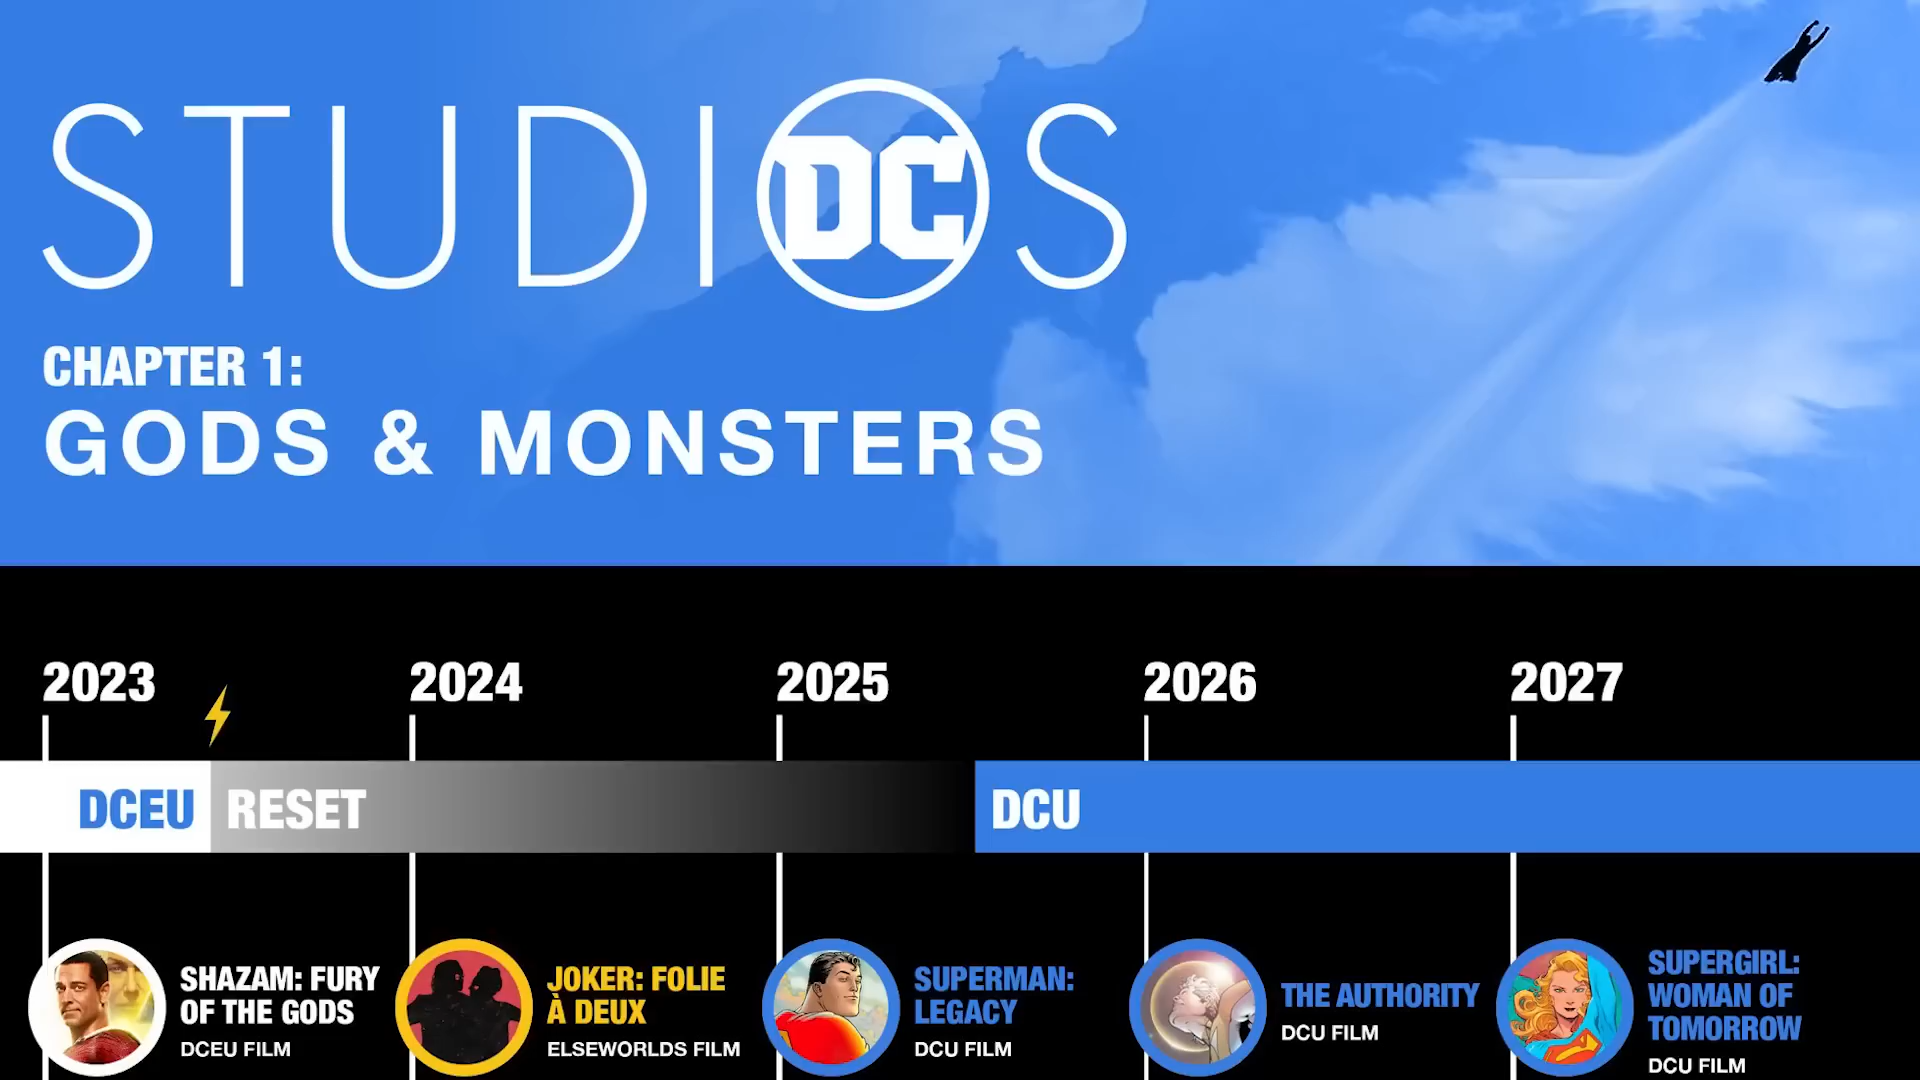 STUDIOS
DC
CHAPTER 1:
GODS & MONSTERS
2023
2024
2025
2026
2027
DCEU
RESET
DCU
SHAZAM: FURY
OF THE GODS
DCEU FILM
JOKER: FOLIE
À DEUX
ELSEWORLDS FILM
SUPERMAN:
LEGACY
DCU FILM
THE AUTHORITY
DCU FILM
SUPERGIRL:
WOMAN OF
TOMORROW
DCU FILM